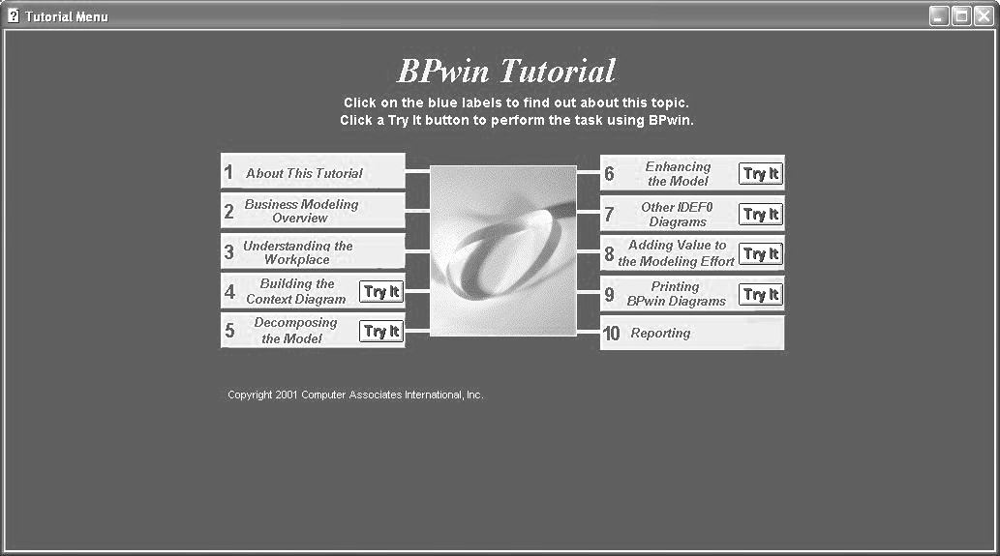 Tutorial Menu
BPwin Tutorial
Click on the blue labels to find out about this topic.
Click a Try It button to perform the task using BPwin.
1 About This Tutorial
2 Business Modeling
Overview
3 Understanding the
Workplace
4 Building the
Context Diagram Try It
5 Decomposing
the Model Try It
6 Enhancing
the Model Try It
7 Other IDEF0
Diagrams Try It
8 Adding Value to
the Modeling Effort Try It
9 Printing
BPwin Diagrams Try It
10 Reporting
Copyright 2001 Computer Associates International, Inc.